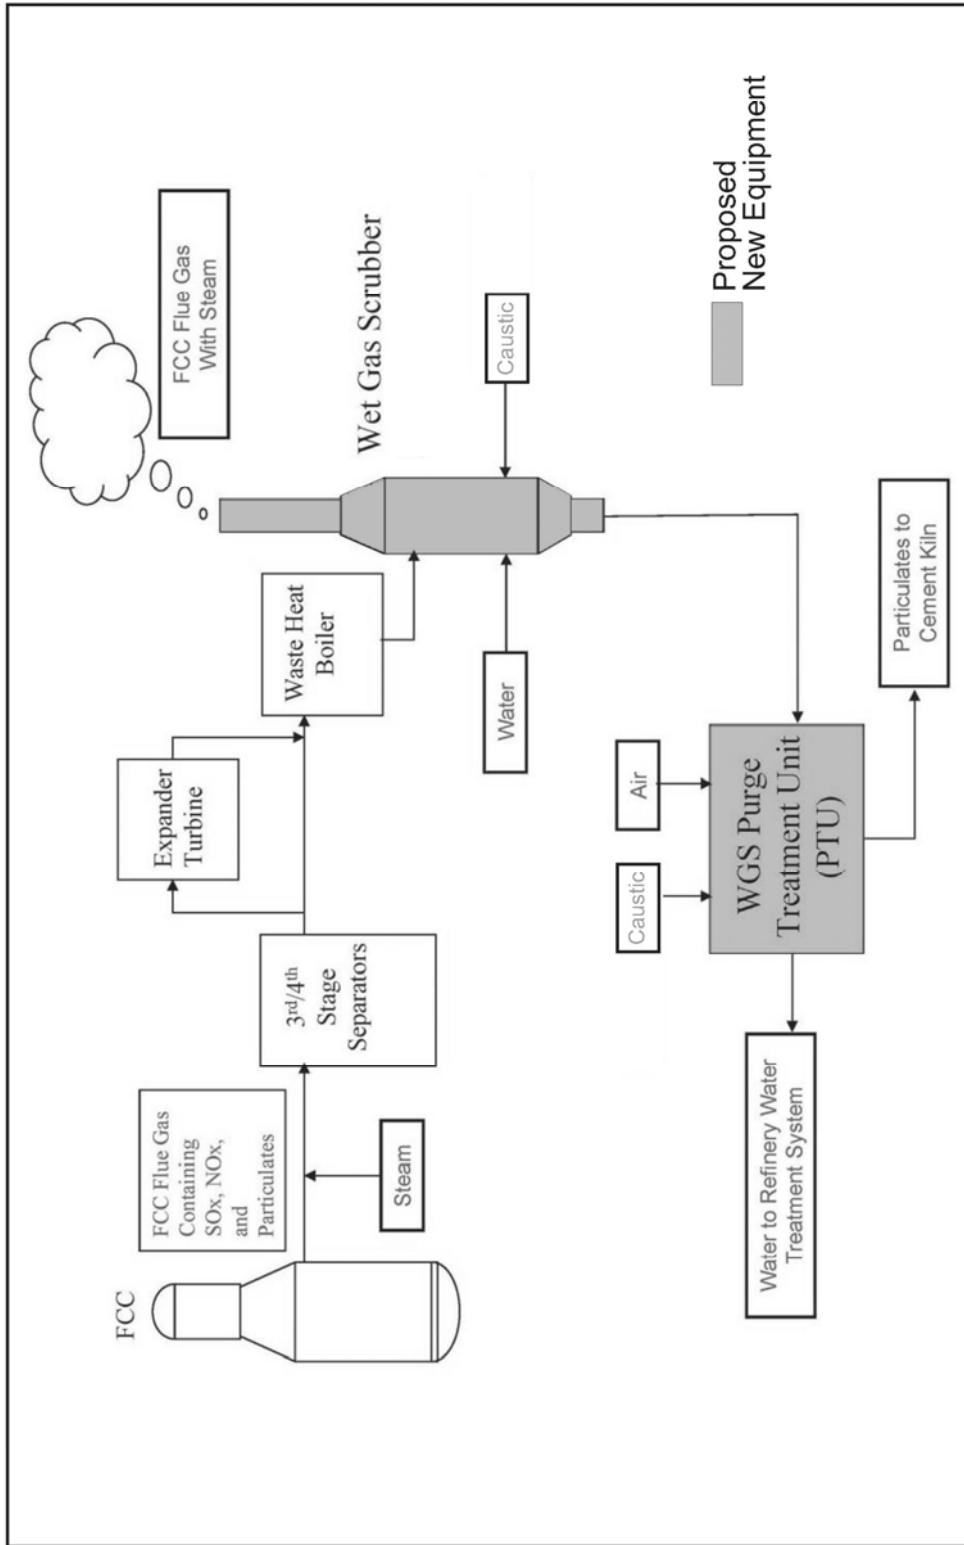 FCC
FCC Flue Gas
Containing
SOx, NOx,
and
Particulates
Steam
3rd/4th
Stage
Separators
Expander
Turbine
Waste Heat
Boiler
FCC Flue Gas
With Steam
Wet Gas Scrubber
Water
Caustic
Caustic
Air
WGS Purge
Treatment Unit
(PTU)
Water to Refinery Water
Treatment System
Particulates to
Cement Kiln
Proposed
New Equipment